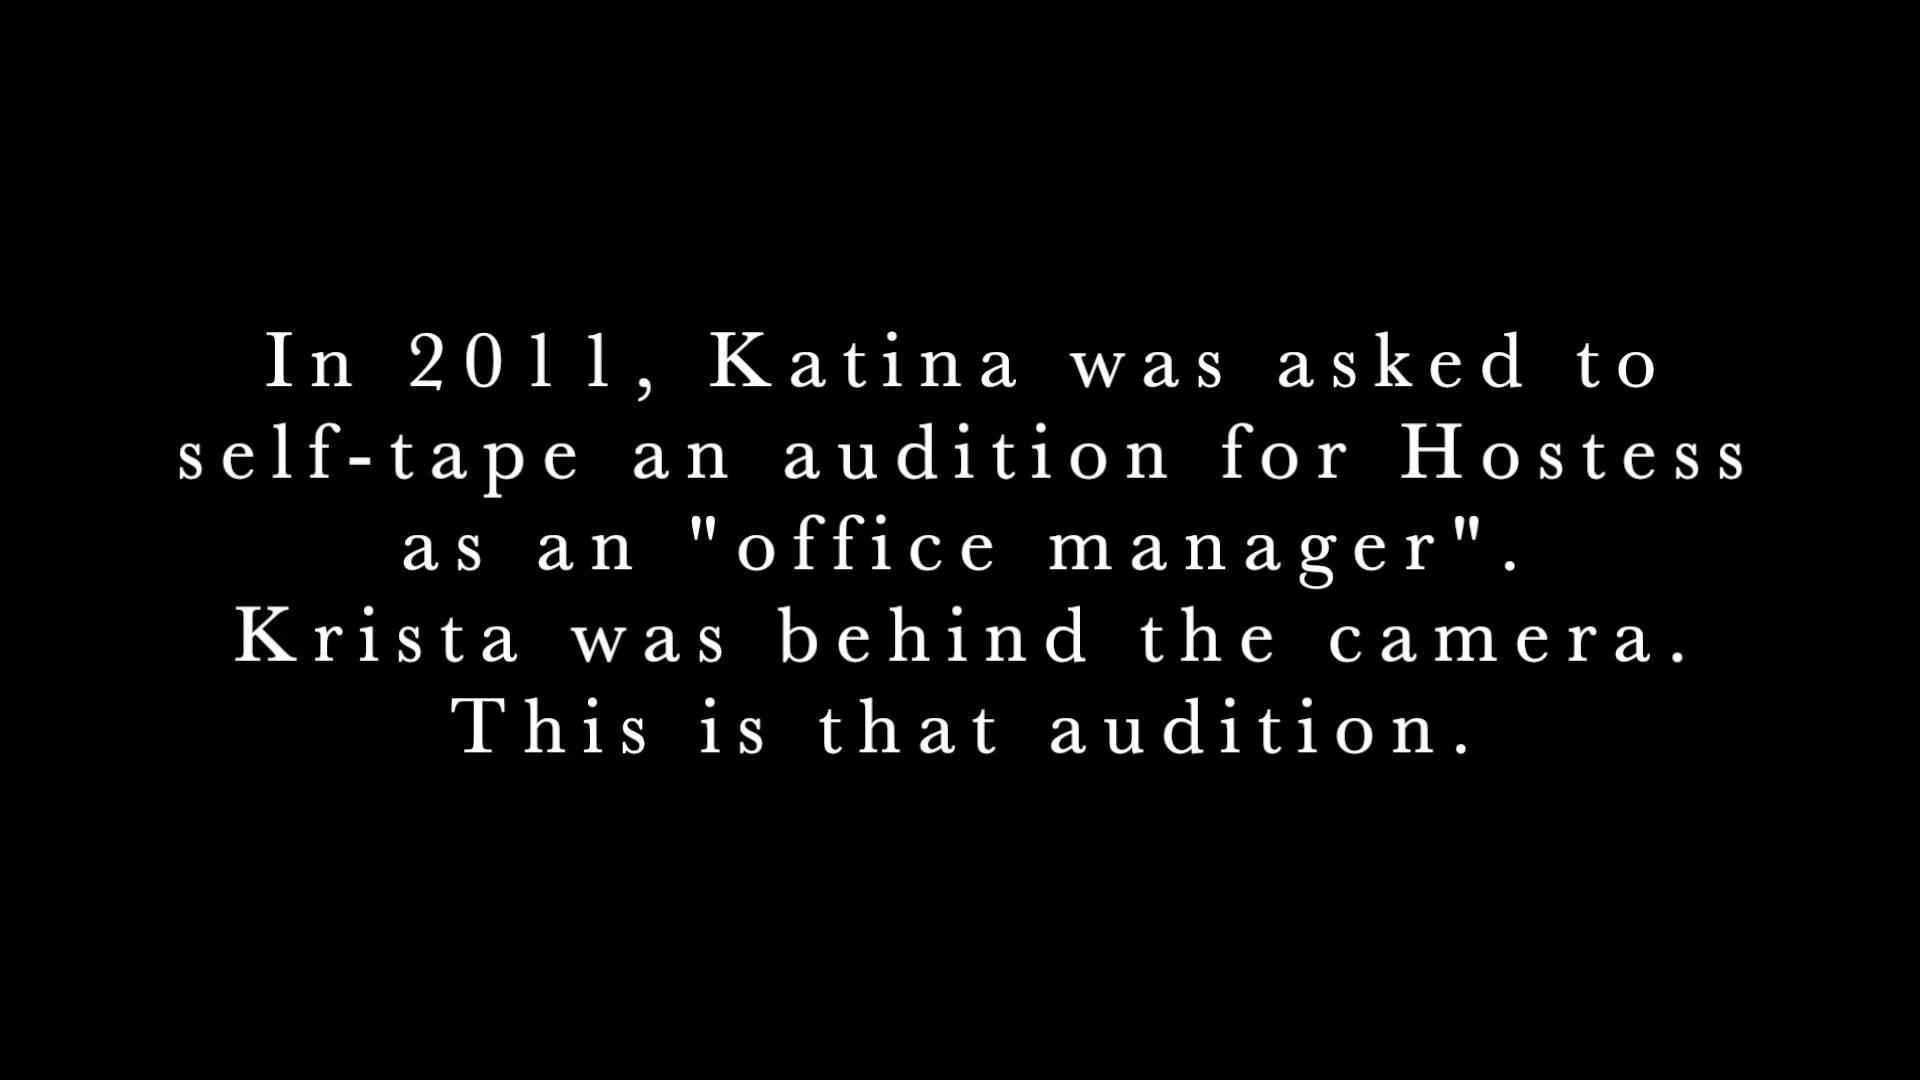 In 2011, Katina was asked to
self-tape an audition for Hostess
as an "office manager".
Krista was behind the camera.
This is that audition.